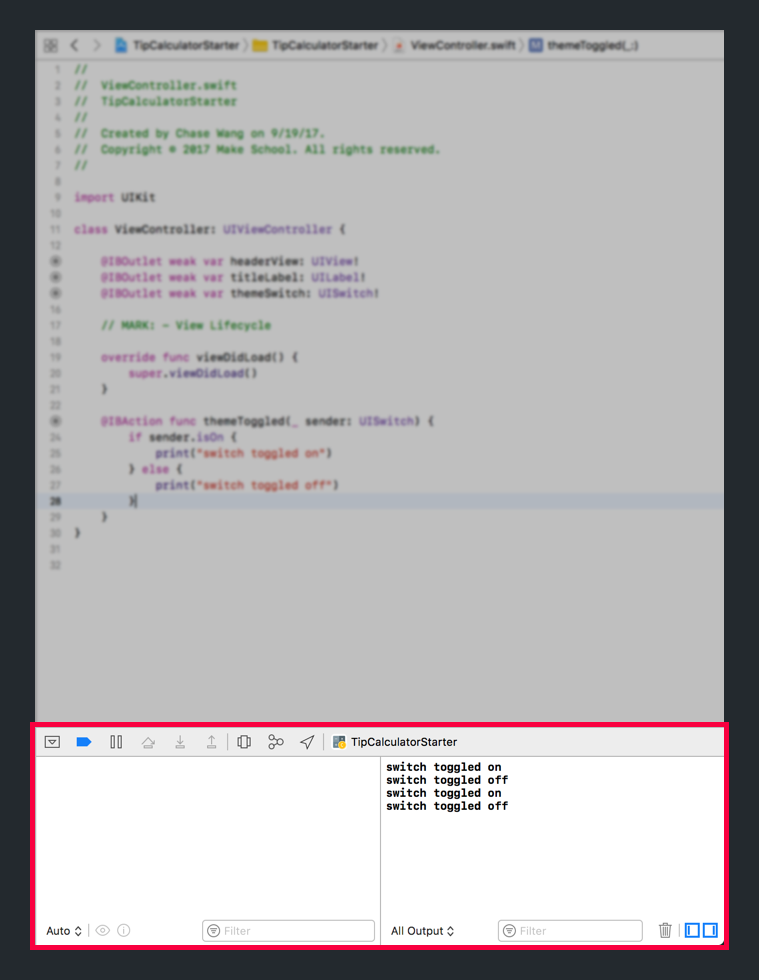 TipCalculatorStarter TipCalculatorStarter ViewController.swift M themeToggled(_:)
1 //
2 // ViewController.swift
3 // TipCalculatorStarter
4 //
5 // Created by Chase Wang on 9/19/17.
6 // Copyright © 2017 Make School. All rights reserved.
7 //
8
9 import UIKit
10
11 class ViewController: UIViewController {
12
@IBOutlet weak var headerView: UIView!
@IBOutlet weak var titleLabel: UILabel!
@IBOutlet weak var themeSwitch: UISwitch!
16
17 // MARK: - View Lifecycle
18
19 override func viewDidLoad() {
20 super.viewDidLoad()
21 }
22
@IBAction func themeToggled(_ sender: UISwitch) {
24 if sender.isOn {
25 print("switch toggled on")
26 } else {
27 print("switch toggled off")
28 }
29 }
30 }
31
32
TipCalculatorStarter
switch toggled on
switch toggled off
switch toggled on
switch toggled off
Auto Filter All Output Filter